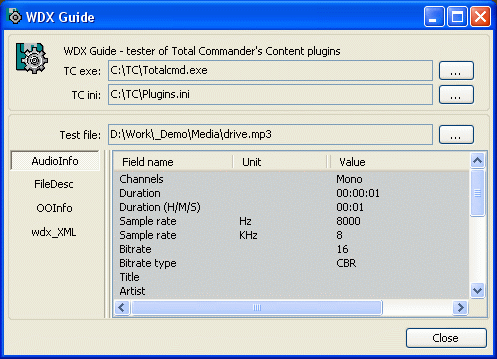 WDX Guide
WDX Guide - tester of Total Commander's Content plugins
TC exe: C:\TC\Totalcmd.exe ...
TC ini: C:\TC\Plugins.ini ...
Test file: D:\Work\_Demo\Media\drive.mp3 ...
AudioInfo
FileDesc
OOInfo
wdx_XML
Field name Unit Value
Channels Mono
Duration 00:00:01
Duration (H/M/S) 00:01
Sample rate Hz 8000
Sample rate KHz 8
Bitrate 16
Bitrate type CBR
Title
Artist
Close